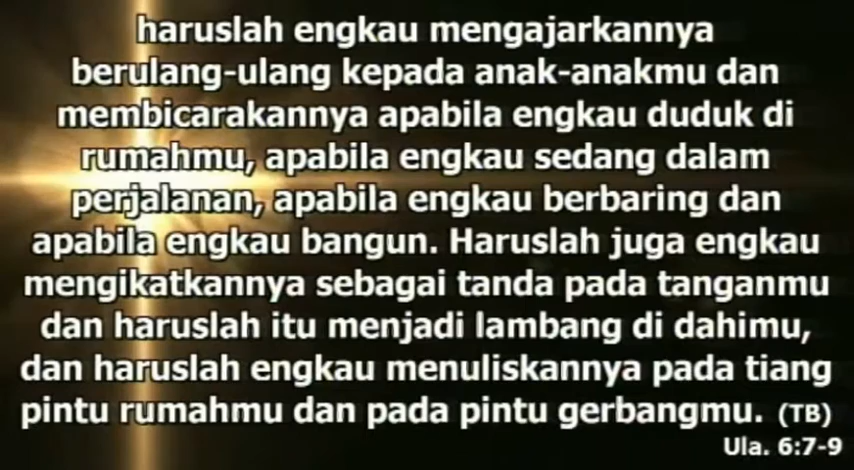 haruslah engkau mengajarkannya
berulang-ulang kepada anak-anakmu dan
membicarakannya apabila engkau duduk di
rumahmu, apabila engkau sedang dalam
perjalanan, apabila engkau berbaring dan
apabila engkau bangun. Haruslah juga engkau
mengikatkannya sebagai tanda pada tanganmu
dan haruslah itu menjadi lambang di dahimu,
dan haruslah engkau menuliskannya pada tiang
pintu rumahmu dan pada pintu gerbangmu. (TB)
Ula. 6:7-9